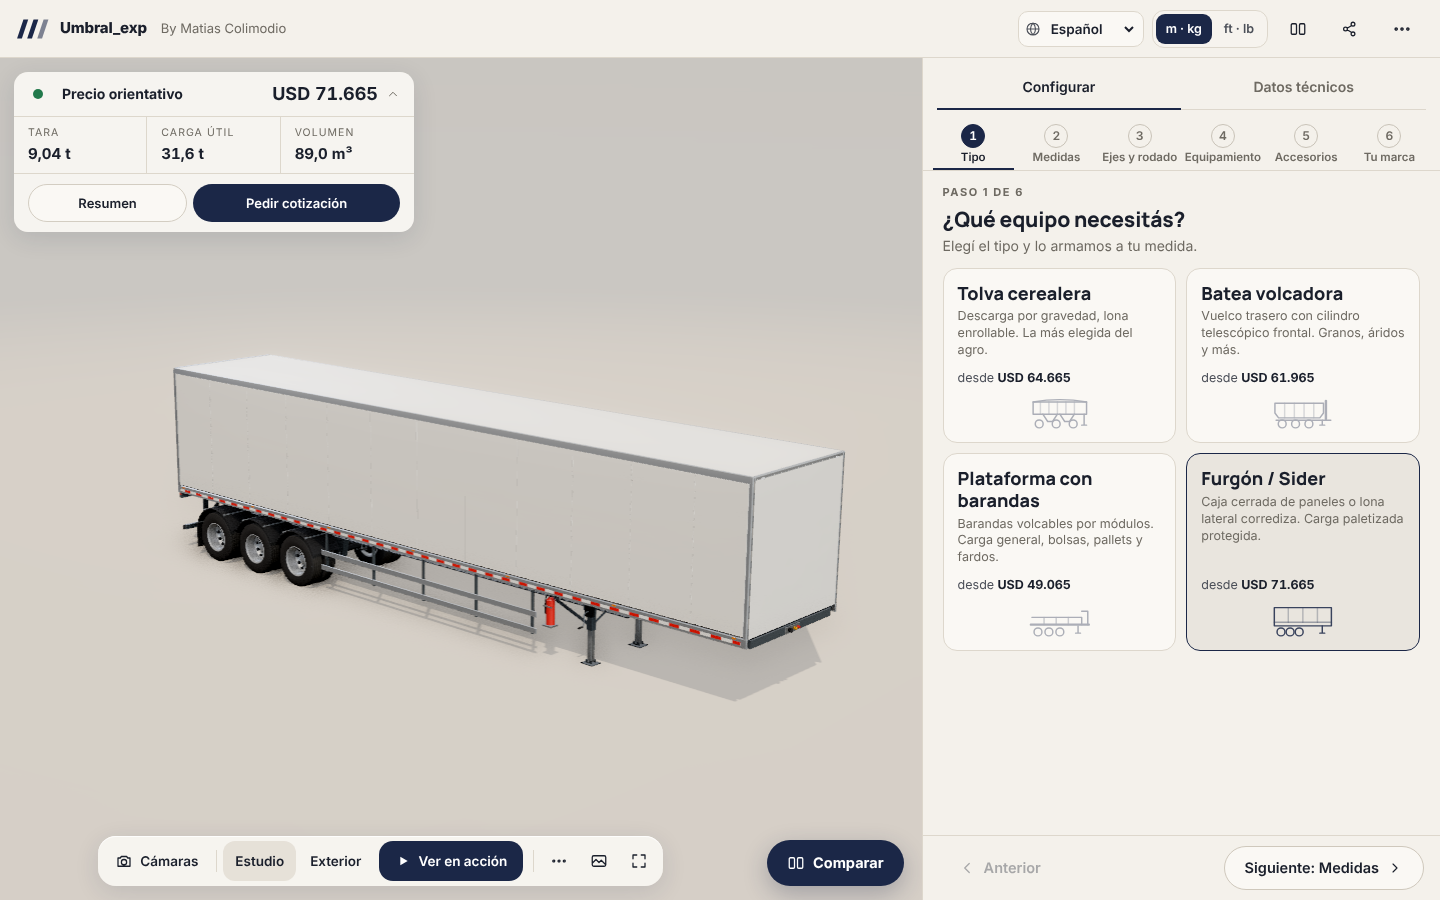 Umbral_exp By Matias Colimodio
Español
m · kg ft · lb
Precio orientativo USD 71.665
TARA CARGA ÚTIL VOLUMEN
9,04 t 31,6 t 89,0 m³
Resumen Pedir cotización
Configurar Datos técnicos
1 2 3 4 5 6
Tipo Medidas Ejes y rodado Equipamiento Accesorios Tu marca
PASO 1 DE 6
¿Qué equipo necesitás?
Elegí el tipo y lo armamos a tu medida.
Tolva cerealera
Descarga por gravedad, lona
enrollable. La más elegida del
agro.
desde USD 64.665
Batea volcadora
Vuelco trasero con cilindro
telescópico frontal. Granos, áridos
y más.
desde USD 61.965
Plataforma con
barandas
Barandas volcables por módulos.
Carga general, bolsas, pallets y
fardos.
desde USD 49.065
Furgón / Sider
Caja cerrada de paneles o lona
lateral corrediza. Carga paletizada
protegida.
desde USD 71.665
Cámaras Estudio Exterior Ver en acción
Comparar
Anterior Siguiente: Medidas